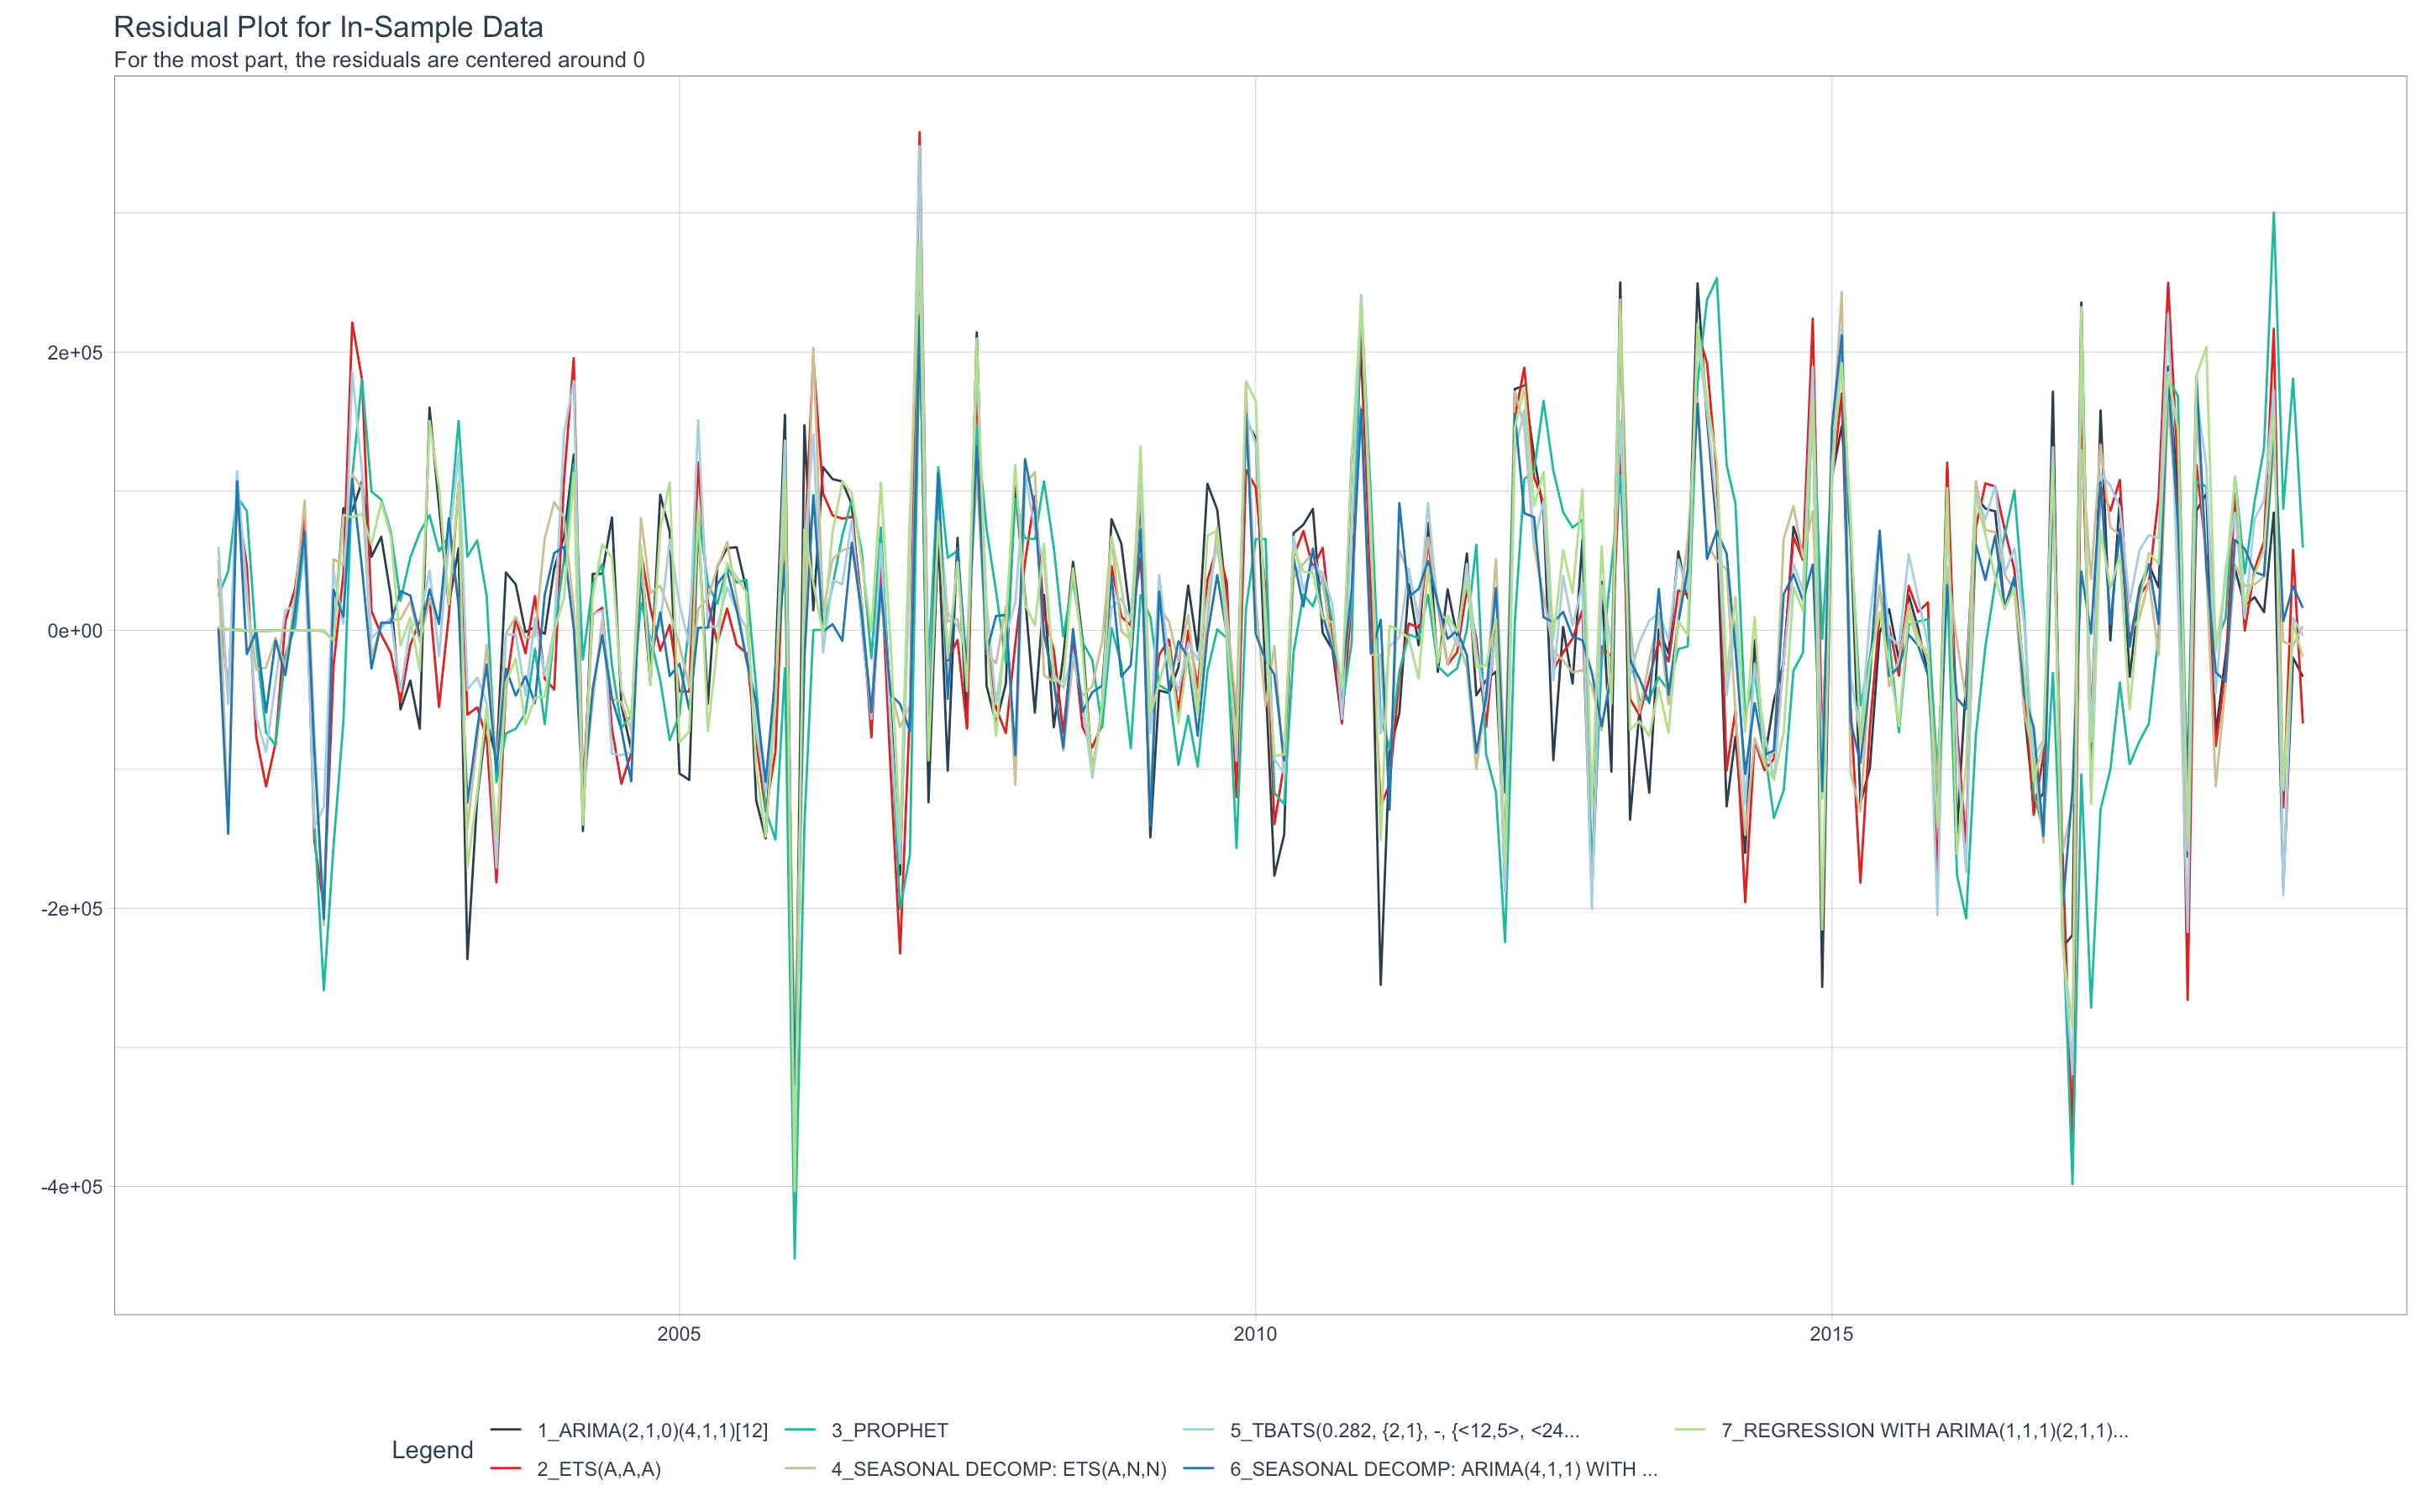 Residual Plot for In-Sample Data
For the most part, the residuals are centered around 0
2e+05
0e+00
-2e+05
-4e+05
2005 2010 2015
Legend
1_ARIMA(2,1,0)(4,1,1)[12] 3_PROPHET 5_TBATS(0.282, {2,1}, -, {<12,5>, <24... 7_REGRESSION WITH ARIMA(1,1,1)(2,1,1)...
2_ETS(A,A,A) 4_SEASONAL DECOMP: ETS(A,N,N) 6_SEASONAL DECOMP: ARIMA(4,1,1) WITH ...